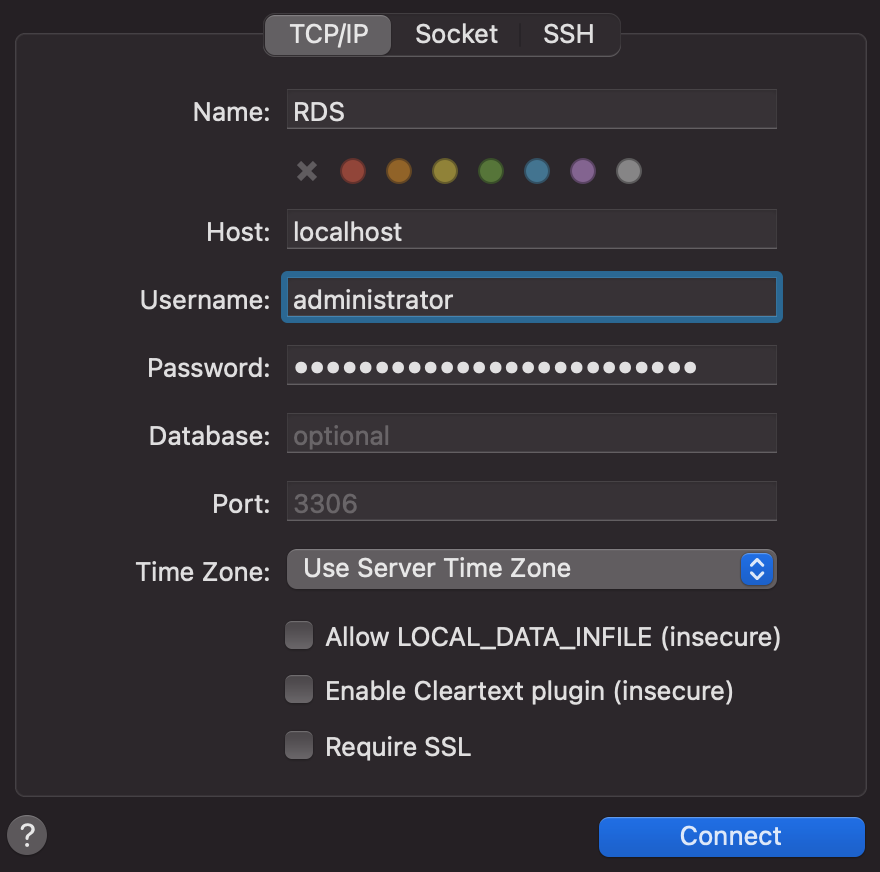 TCP/IP Socket SSH
Name: RDS
Host: localhost
Username: administrator
Password: •••••••••••••••••••••••••
Database: optional
Port: 3306
Time Zone: Use Server Time Zone
Allow LOCAL_DATA_INFILE (insecure)
Enable Cleartext plugin (insecure)
Require SSL
? Connect